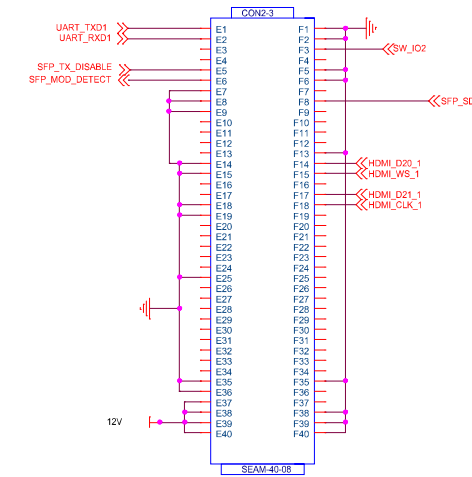 CON2-3
UART_TXD1 E1 F1
UART_RXD1 E2 F2
E3 F3 SW_IO2
E4 F4
SFP_TX_DISABLE E5 F5
SFP_MOD_DETECT E6 F6
E7 F7
E8 F8 SFP_SD
E9 F9
E10 F10
E11 F11
E12 F12
E13 F13
E14 F14 HDMI_D20_1
E15 F15 HDMI_WS_1
E16 F16
E17 F17 HDMI_D21_1
E18 F18 HDMI_CLK_1
E19 F19
E20 F20
E21 F21
E22 F22
E23 F23
E24 F24
E25 F25
E26 F26
E27 F27
E28 F28
E29 F29
E30 F30
E31 F31
E32 F32
E33 F33
E34 F34
E35 F35
E36 F36
E37 F37
E38 F38
12V E39 F39
E40 F40
SEAM-40-08